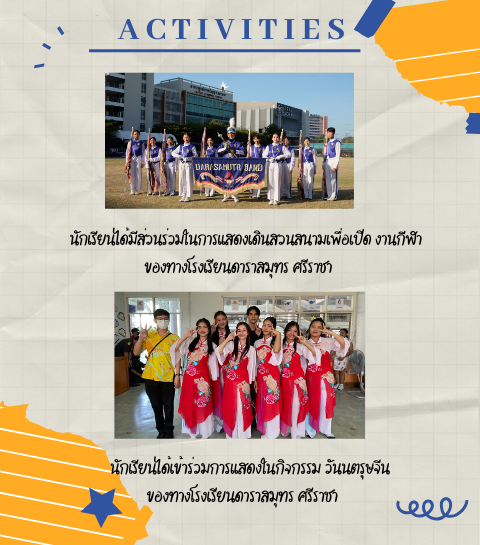 ACTIVITIES
DARASAMUTR BAND
นักเรียนได้มีส่วนร่วมในการแสดงเดินสวนสนามเพื่อเปิด งานกีฬา
ของทางโรงเรียนดาราสมุทร ศรีราชา
นักเรียนได้เข้าร่วมการแสดงในกิจกรรม วันนตรุษจีน
ของทางโรงเรียนดาราสมุทร ศรีราชา